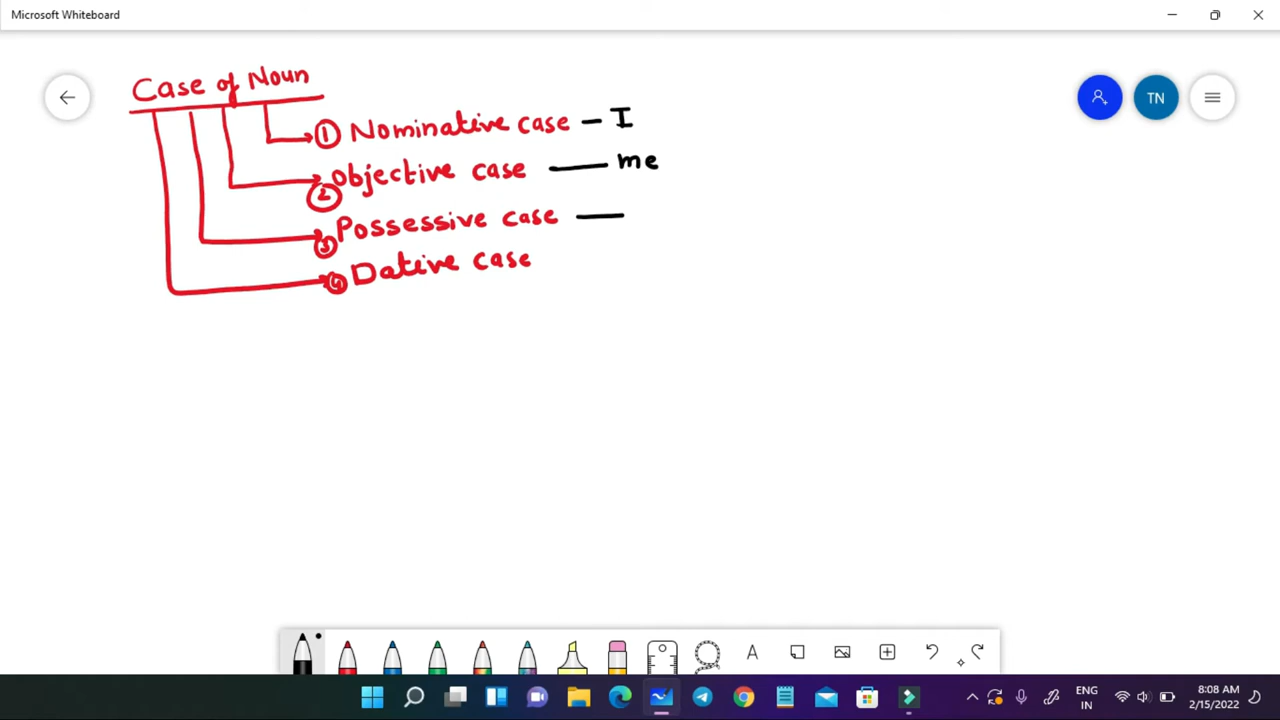 Microsoft Whiteboard
Case of Noun
① Nominative case — I
② Objective case — me
③ Possessive case —
④ Dative case
TN
A
ENG
IN
8:08 AM
2/15/2022